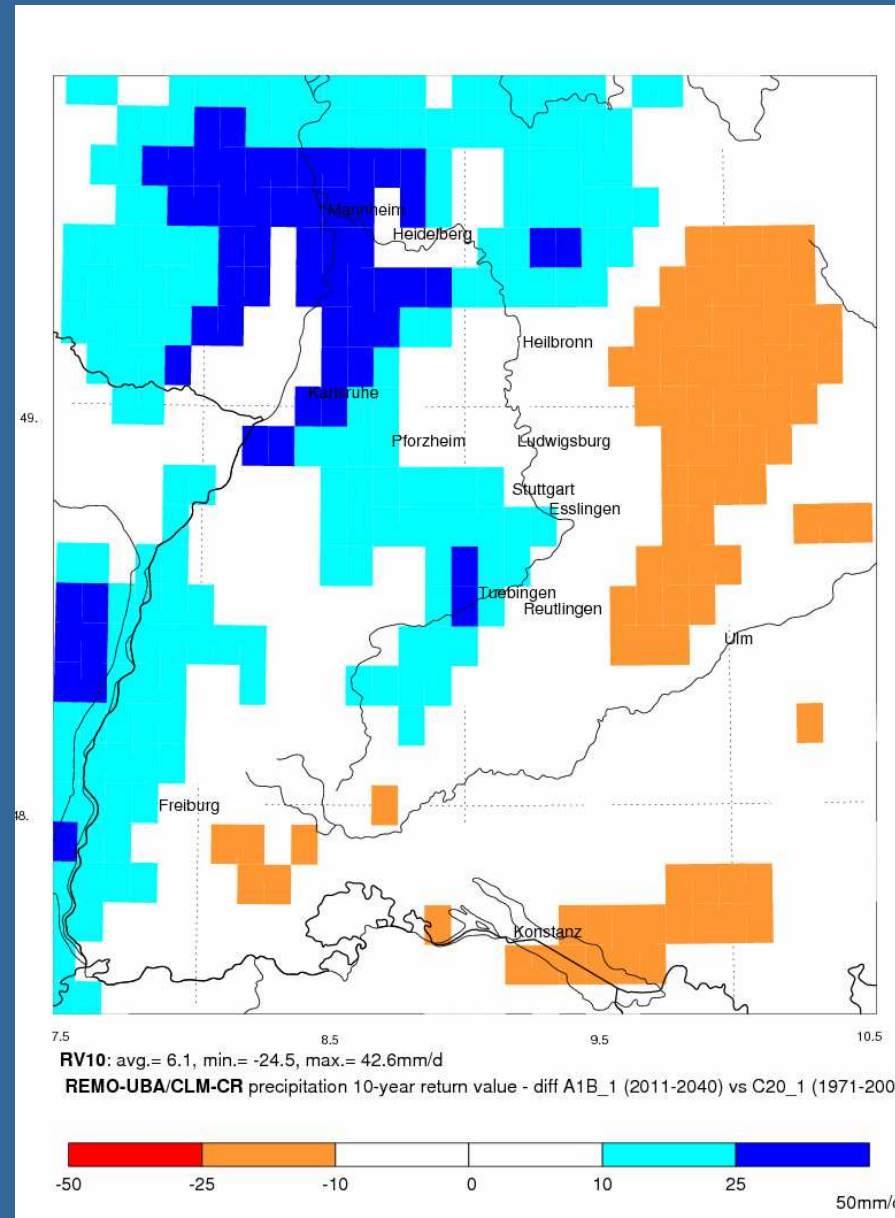 Mannheim
Heidelberg
Heilbronn
49.
Karlsruhe
Pforzheim
Ludwigsburg
Stuttgart
Esslingen
Tuebingen
Reutlingen
Ulm
48.
Freiburg
Konstanz
7.5 8.5 9.5 10.5
RV10: avg.= 6.1, min.= -24.5, max.= 42.6mm/d
REMO-UBA/CLM-CR precipitation 10-year return value - diff A1B_1 (2011-2040) vs C20_1 (1971-200
-50 -25 -10 0 10 25
50mm/d